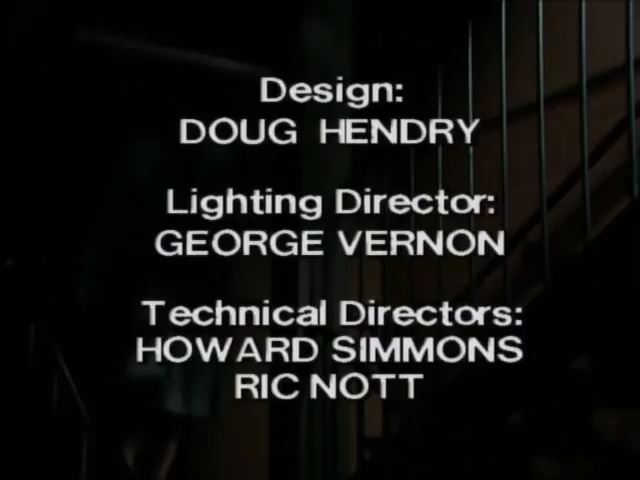 Design:
DOUG HENDRY
Lighting Director:
GEORGE VERNON
Technical Directors:
HOWARD SIMMONS
RIC NOTT